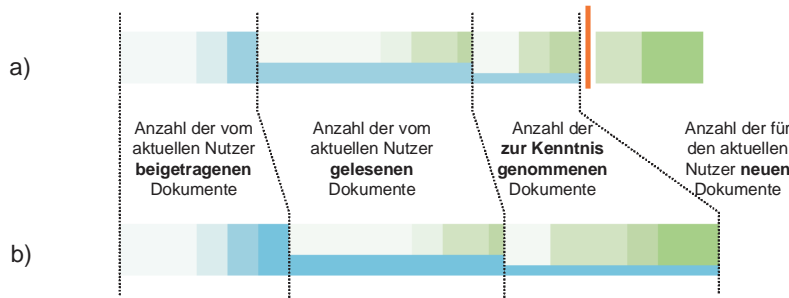 a)
Anzahl der vom
aktuellen Nutzer
beigetragenen
Dokumente
Anzahl der vom
aktuellen Nutzer
gelesenen
Dokumente
Anzahl der
zur Kenntnis
genommenen
Dokumente
Anzahl der für
den aktuellen
Nutzer neuen
Dokumente
b)